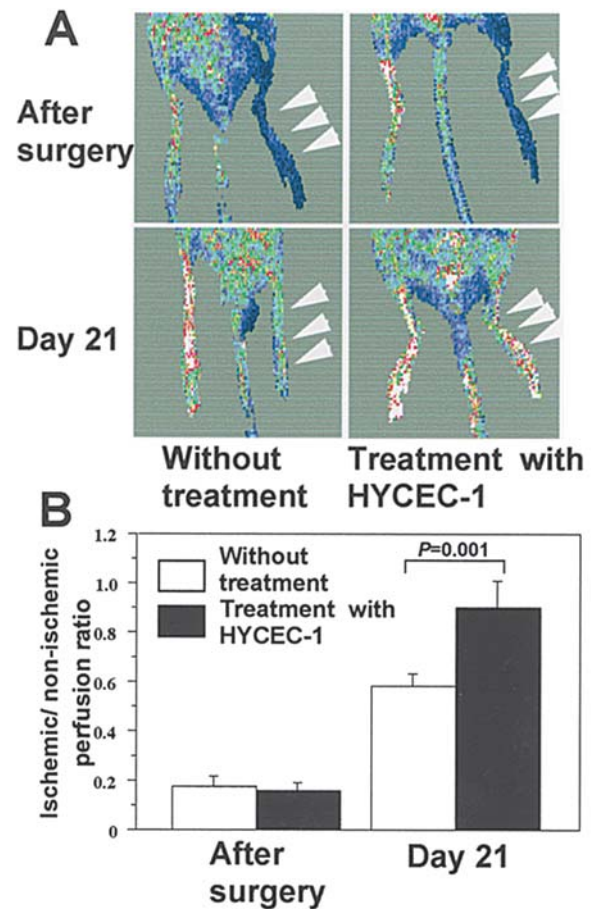 A
After
surgery
Day 21
Without
treatment
Treatment with
HYCEC-1
B
Ischemic/ non-ischemic
perfusion ratio
1.2
1.0
0.8
0.6
0.4
0.2
0
Without
treatment
Treatment with
HYCEC-1
P=0.001
After
surgery
Day 21